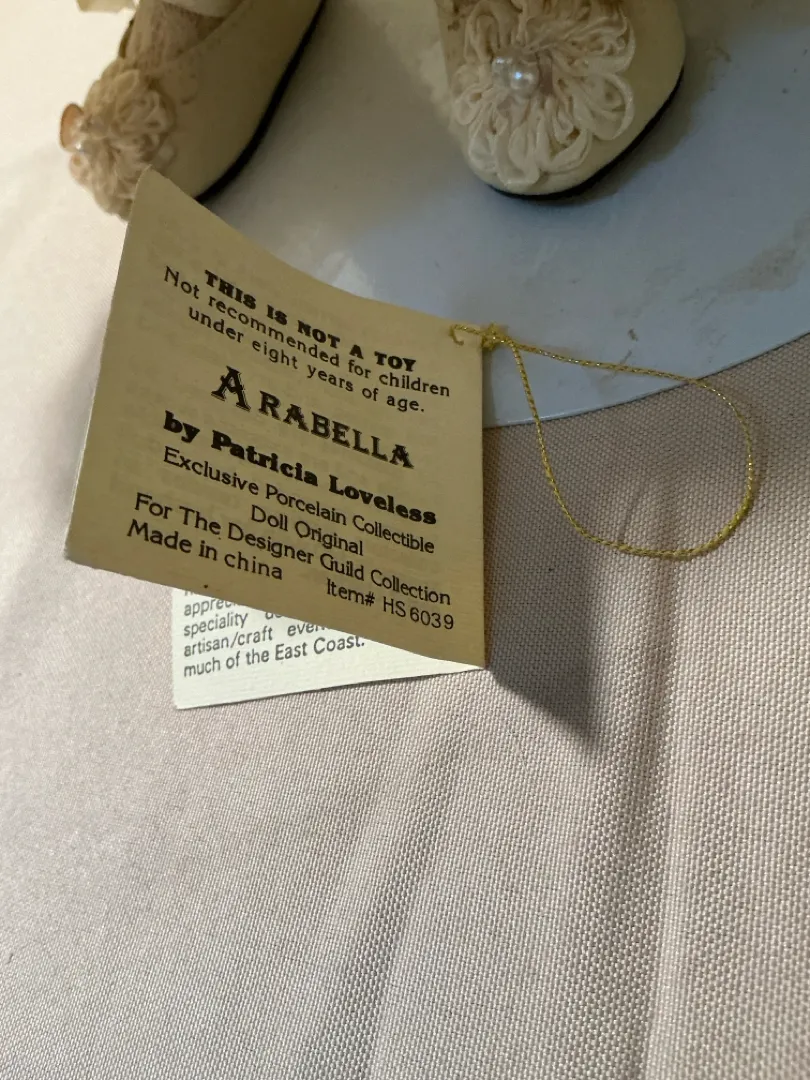 THIS IS NOT A TOY
Not recommended for children
under eight years of age.
ARABELLA
by Patricia Loveless
Exclusive Porcelain Collectible
Doll Original
For The Designer Guild Collection
Made in china Item# HS 6039
speciality
artisan/craft
much of the East Coast.